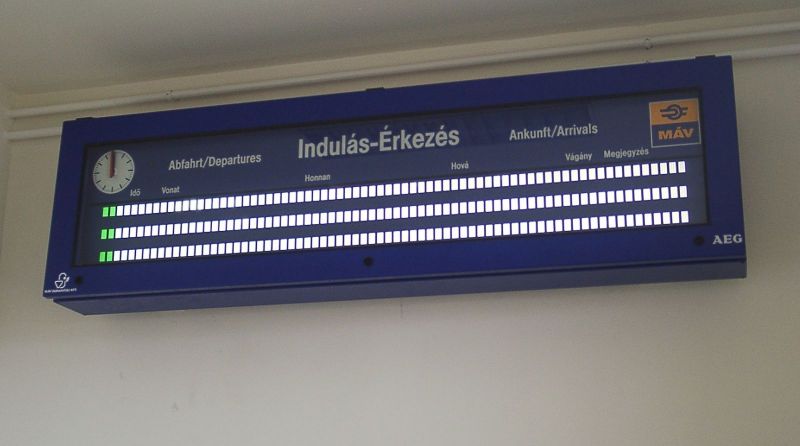 Abfahrt/Departures Indulás-Érkezés Ankunft/Arrivals MÁV
Idő Vonat Honnan Hová Vágány Megjegyzés
AEG